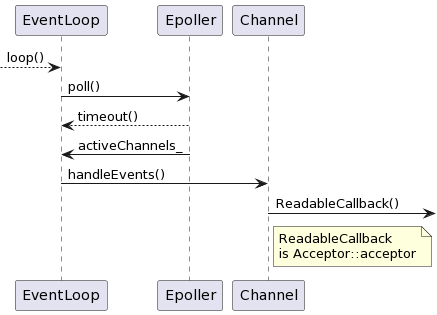 EventLoop
Epoller
Channel
loop()
poll()
timeout()
activeChannels_
handleEvents()
ReadableCallback()
ReadableCallback
is Acceptor::acceptor
EventLoop
Epoller
Channel